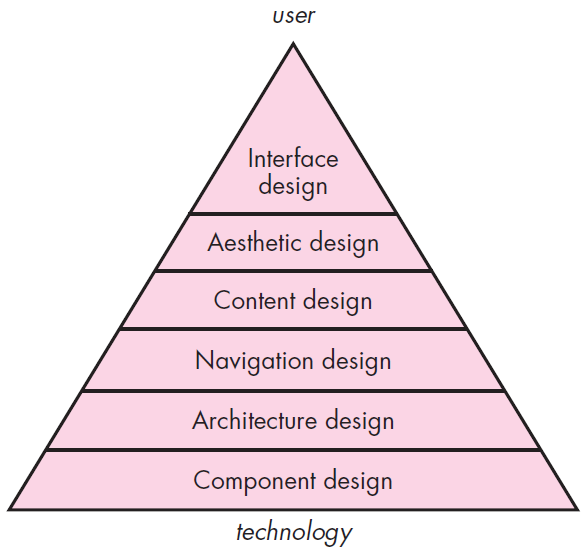 user
Interface
design
Aesthetic design
Content design
Navigation design
Architecture design
Component design
technology